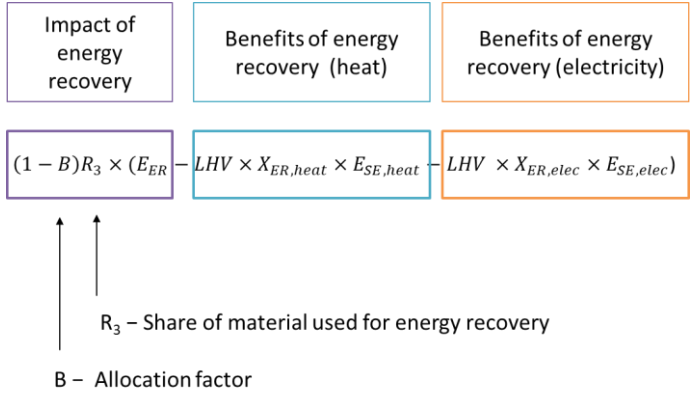 Impact of
energy
recovery
Benefits of energy
recovery (heat)
Benefits of energy
recovery (electricity)
(1 − B)R₃ × (E_ER − LHV × X_ER,heat × E_SE,heat − LHV × X_ER,elec × E_SE,elec)
R₃ – Share of material used for energy recovery
B – Allocation factor